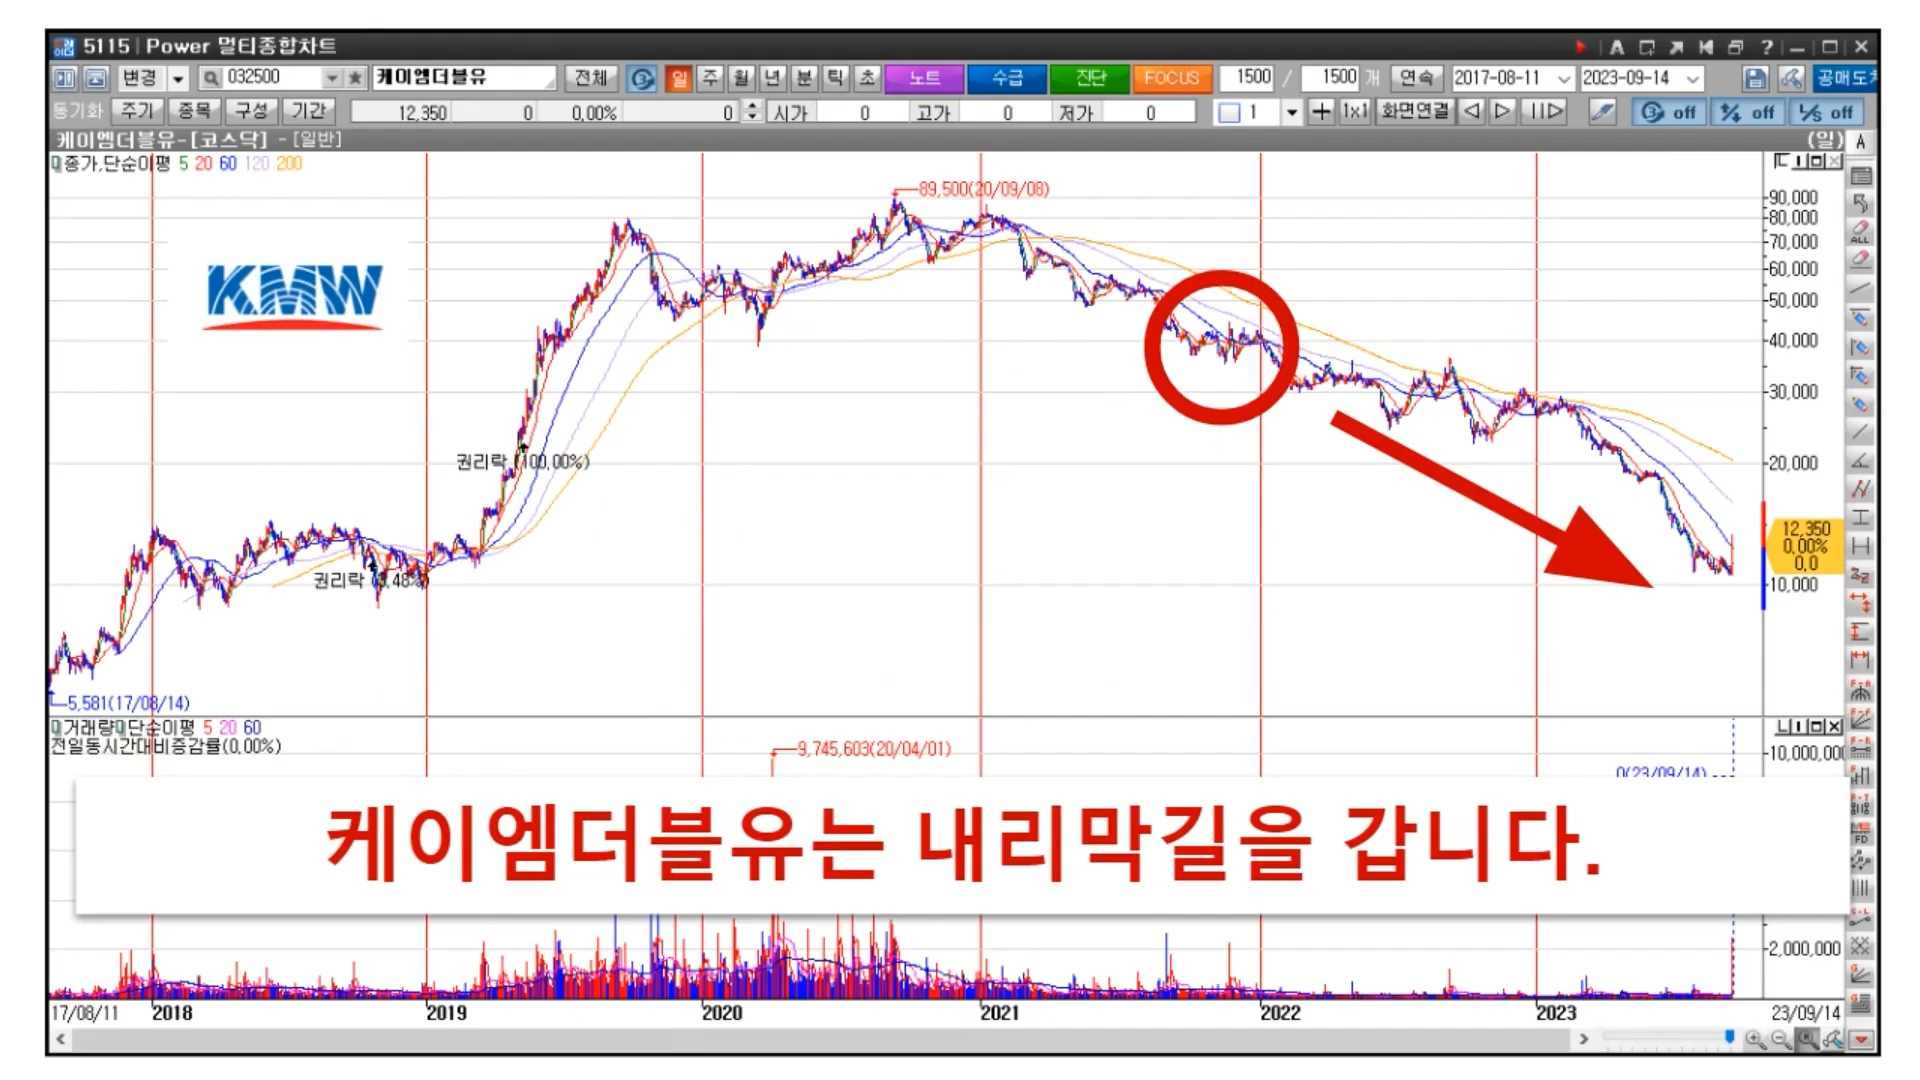 5115 Power 멀티종합차트
변경 032500 케이엠더블유 전체 일 주 월 년 분 틱 초 노트 수급 진단 FOCUS 1500 / 1500 개 연속 2017-08-11 2023-09-14
동기화 주기 종목 구성 기간 12,350 0 0,00% 0 시가 0 고가 0 저가 0 1 1x1 화면연결 off off off
케이엠더블유-[코스닥] - [일반] (일) A
종가,단순이평 5 20 60 120 200
89,500(20/09/08)
90,000
80,000
70,000
KMW
60,000
50,000
40,000
30,000
권리락 (100,00%)
20,000
12,350
0,00%
0,0
권리락
10,000
5,581(17/08/14)
거래량 단순이평 5 20 60
전일동시간대비증감률(0,00%)
9,745,603(20/04/01)
0(23/09/14)
케이엠더블유는 내리막길을 갑니다.
2,000,000
17/08/11 2018 2019 2020 2021 2022 2023 23/09/14